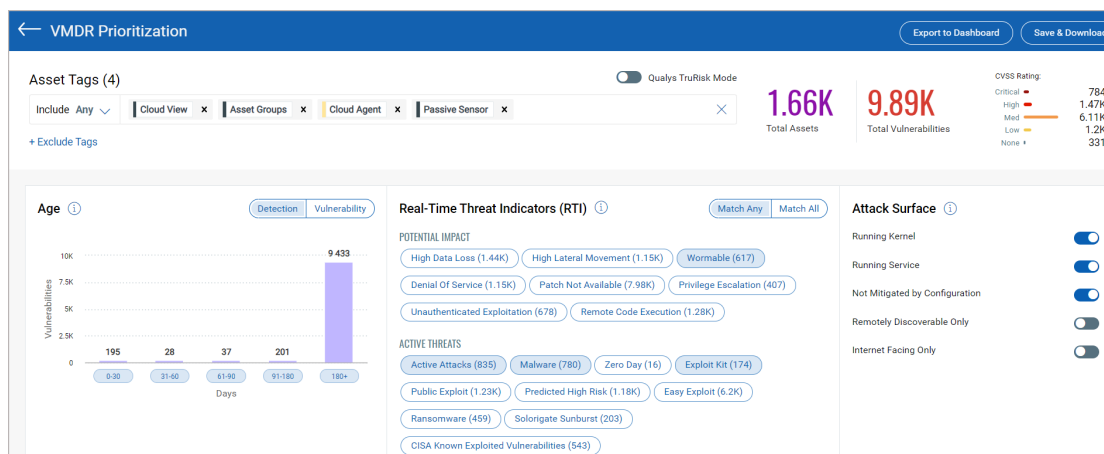 VMDR Prioritization
Export to Dashboard
Save & Download
Asset Tags (4)
Qualys TruRisk Mode
Include Any
Cloud View ×
Asset Groups ×
Cloud Agent ×
Passive Sensor ×
+ Exclude Tags
1.66K
Total Assets
9.89K
Total Vulnerabilities
CVSS Rating:
Critical 784
High 1.47K
Med 6.11K
Low 1.2K
None 331
Age
Detection Vulnerability
Vulnerabilities
10K
7.5K
5K
2.5K
0
195 28 37 201 9 433
0-30 31-60 61-90 91-180 180+
Days
Real-Time Threat Indicators (RTI)
Match Any Match All
POTENTIAL IMPACT
High Data Loss (1.44K) High Lateral Movement (1.15K) Wormable (617)
Denial Of Service (1.15K) Patch Not Available (7.98K) Privilege Escalation (407)
Unauthenticated Exploitation (678) Remote Code Execution (1.28K)
ACTIVE THREATS
Active Attacks (835) Malware (780) Zero Day (16) Exploit Kit (174)
Public Exploit (1.23K) Predicted High Risk (1.18K) Easy Exploit (6.2K)
Ransomware (459) Solorigate Sunburst (203)
CISA Known Exploited Vulnerabilities (543)
Attack Surface
Running Kernel
Running Service
Not Mitigated by Configuration
Remotely Discoverable Only
Internet Facing Only